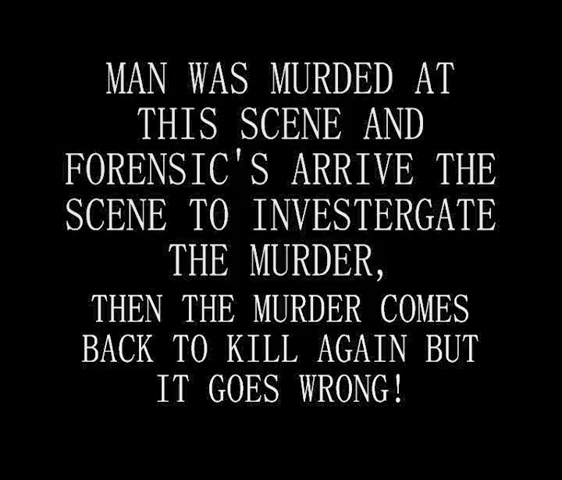 MAN WAS MURDED AT
THIS SCENE AND
FORENSIC'S ARRIVE THE
SCENE TO INVESTERGATE
THE MURDER,
THEN THE MURDER COMES
BACK TO KILL AGAIN BUT
IT GOES WRONG!